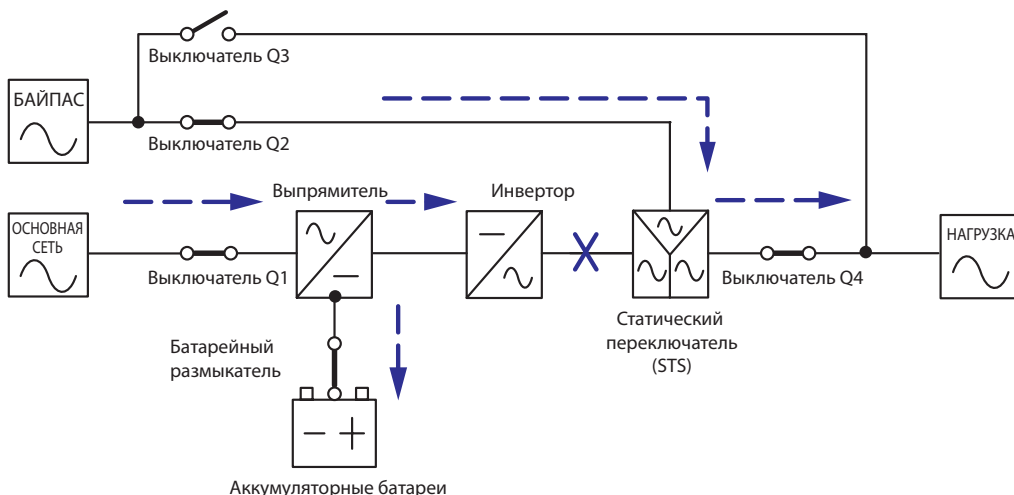 Выключатель Q3
БАЙПАС
Выключатель Q2
Выпрямитель
Инвертор
ОСНОВНАЯ
СЕТЬ
Выключатель Q1
Выключатель Q4
НАГРУЗКА
Статический
переключатель
(STS)
Батарейный
размыкатель
Аккумуляторные батареи